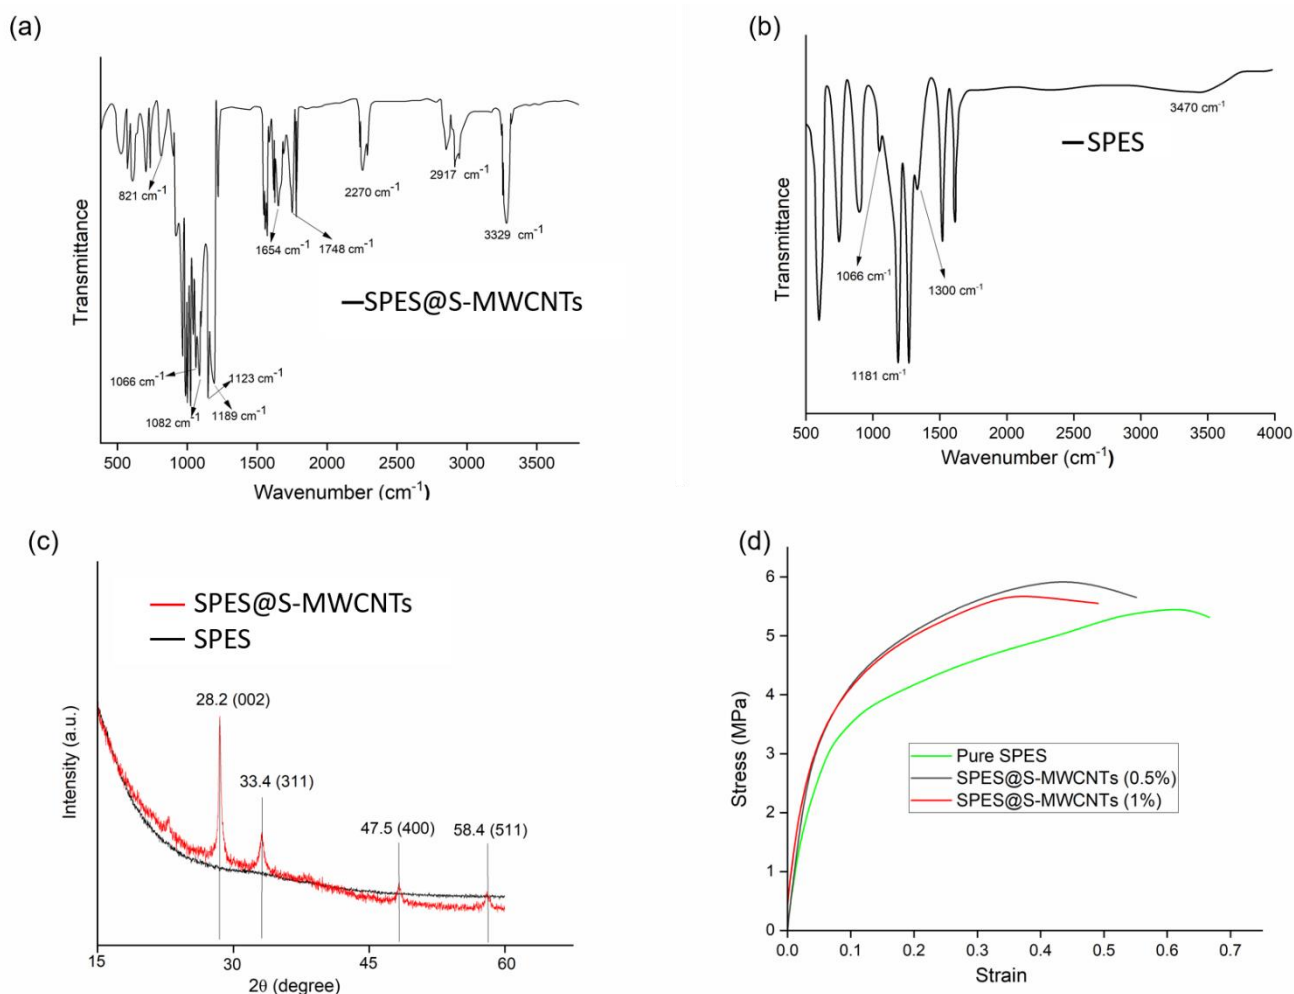 (a)
Transmittance
821 cm⁻¹
1066 cm⁻¹
1082 cm⁻¹
1123 cm⁻¹
1189 cm⁻¹
1654 cm⁻¹
1748 cm⁻¹
2270 cm⁻¹
2917 cm⁻¹
3329 cm⁻¹
SPES@S-MWCNTs
500 1000 1500 2000 2500 3000 3500
Wavenumber (cm⁻¹)
(b)
Transmittance
3470 cm⁻¹
SPES
1066 cm⁻¹
1300 cm⁻¹
1181 cm⁻¹
500 1000 1500 2000 2500 3000 3500 4000
Wavenumber (cm⁻¹)
(c)
Intensity (a.u.)
SPES@S-MWCNTs
SPES
28.2 (002)
33.4 (311)
47.5 (400)
58.4 (511)
15 30 45 60
2θ (degree)
(d)
Stress (MPa)
6
5
4
3
2
1
0
Pure SPES
SPES@S-MWCNTs (0.5%)
SPES@S-MWCNTs (1%)
0.0 0.1 0.2 0.3 0.4 0.5 0.6 0.7
Strain